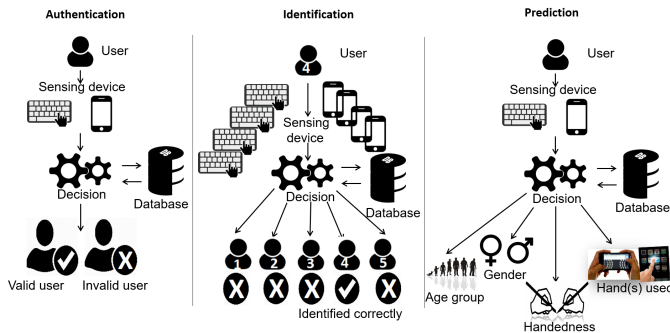 Authentication
User
Sensing device
Decision
Database
Valid user
Invalid user
Identification
4
User
Sensing
device
Decision
Database
1
2
3
4
5
X
X
X
X
Identified correctly
Prediction
User
Sensing device
Decision
Database
Age group
Gender
Handedness
Hand(s) used